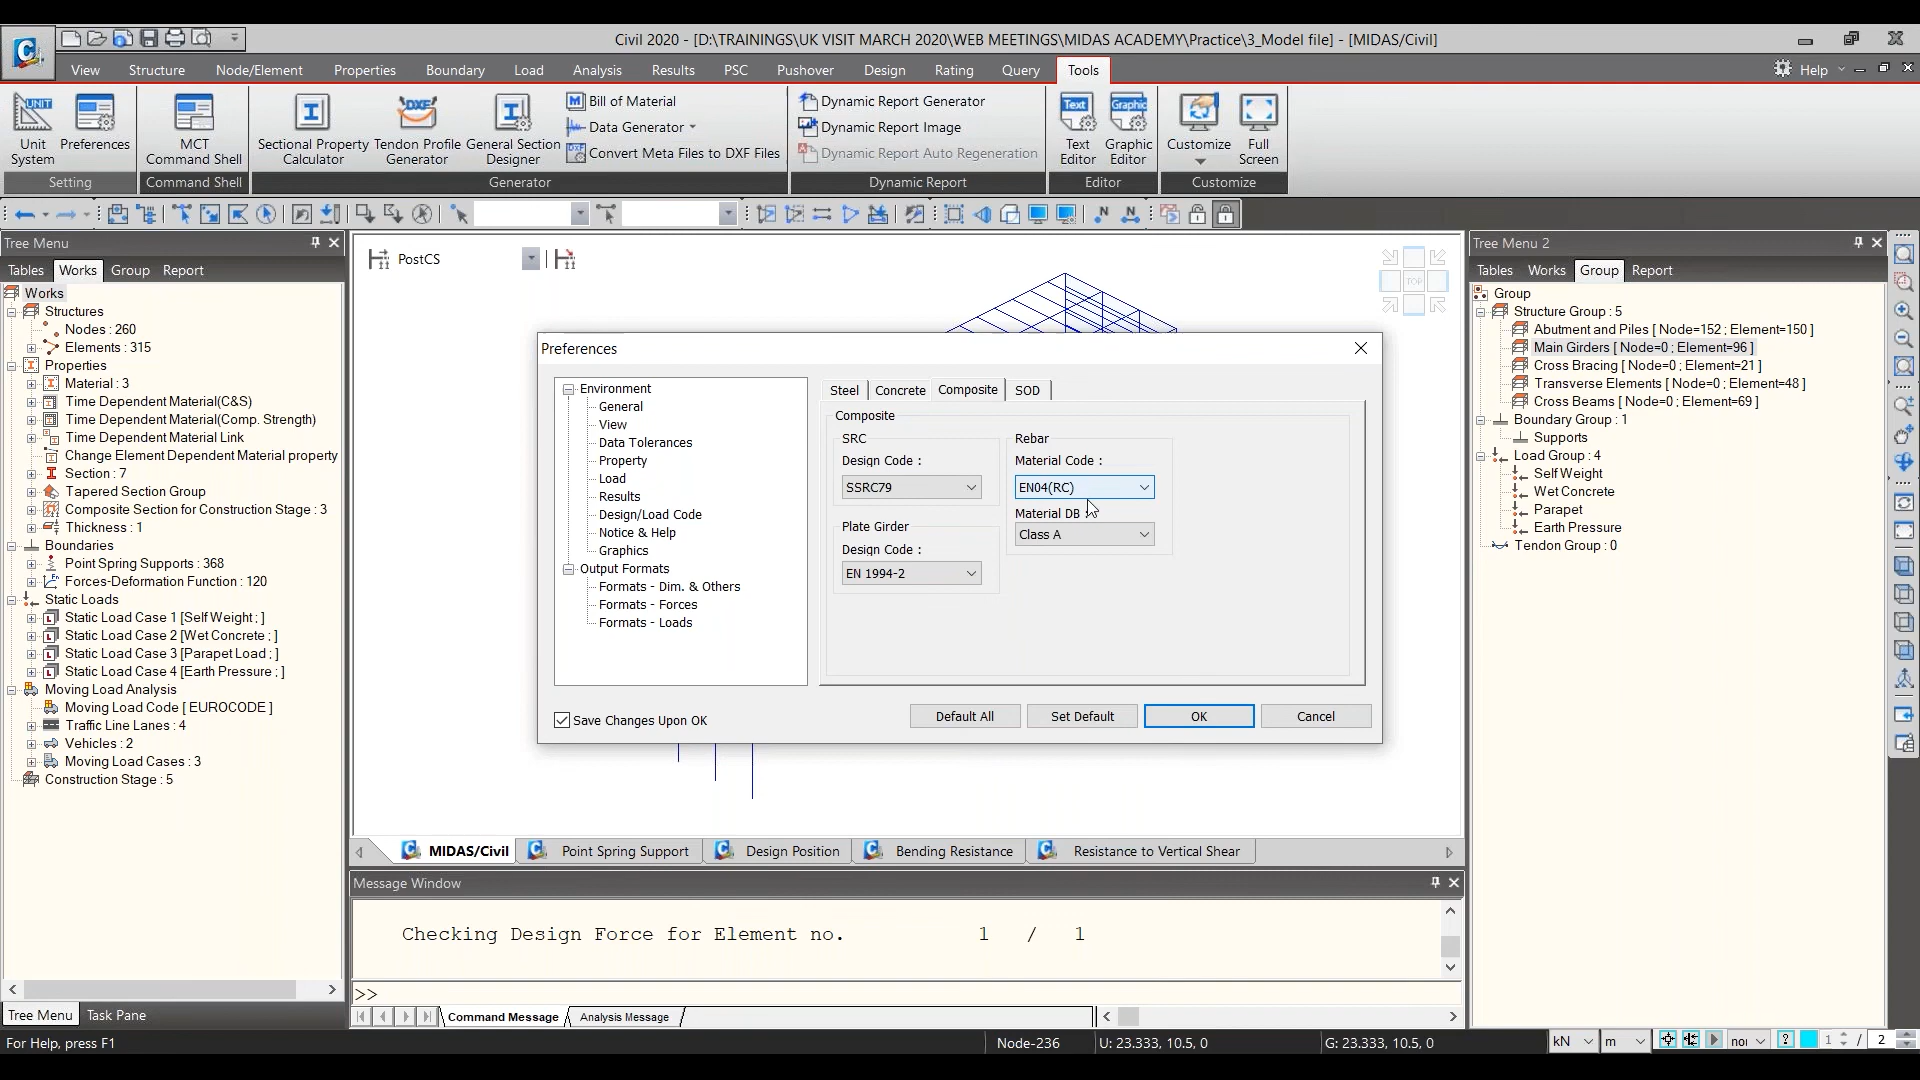 Civil 2020 - [D:\TRAININGS\UK VISIT MARCH 2020\WEB MEETINGS\MIDAS ACADEMY\Practice\3_Model file] - [MIDAS/Civil]
View Structure Node/Element Properties Boundary Load Analysis Results PSC Pushover Design Rating Query Tools Help
Unit System
Preferences
Setting
MCT Command Shell
Command Shell
Sectional Property Calculator
Tendon Profile Generator
General Section Designer
Bill of Material
Data Generator
Convert Meta Files to DXF Files
Generator
Dynamic Report Generator
Dynamic Report Image
Dynamic Report Auto Regeneration
Dynamic Report
Text Editor
Graphic Editor
Editor
Customize
Full Screen
Customize
Tree Menu
Tables Works Group Report
Works
Structures
Nodes : 260
Elements : 315
Properties
Material : 3
Time Dependent Material(C&S)
Time Dependent Material(Comp. Strength)
Time Dependent Material Link
Change Element Dependent Material property
Section : 7
Tapered Section Group
Composite Section for Construction Stage : 3
Thickness : 1
Boundaries
Point Spring Supports : 368
Forces-Deformation Function : 120
Static Loads
Static Load Case 1 [Self Weight ; ]
Static Load Case 2 [Wet Concrete ; ]
Static Load Case 3 [Parapet Load ; ]
Static Load Case 4 [Earth Pressure ; ]
Moving Load Analysis
Moving Load Code [ EUROCODE ]
Traffic Line Lanes : 4
Vehicles : 2
Moving Load Cases : 3
Construction Stage : 5
Tree Menu Task Pane
PostCS
TOP
Preferences
Environment
General
View
Data Tolerances
Property
Load
Results
Design/Load Code
Notice & Help
Graphics
Output Formats
Formats - Dim. & Others
Formats - Forces
Formats - Loads
Steel Concrete Composite SOD
Composite
SRC
Design Code :
SSRC79
Plate Girder
Design Code :
EN 1994-2
Rebar
Material Code :
EN04(RC)
Material DB :
Class A
Save Changes Upon OK
Default All Set Default OK Cancel
MIDAS/Civil Point Spring Support Design Position Bending Resistance Resistance to Vertical Shear
Message Window
Checking Design Force for Element no. 1 / 1
>>
Command Message Analysis Message
Tree Menu 2
Tables Works Group Report
Group
Structure Group : 5
Abutment and Piles [ Node=152 ; Element=150 ]
Main Girders [ Node=0 ; Element=96 ]
Cross Bracing [ Node=0 ; Element=21 ]
Transverse Elements [ Node=0 ; Element=48 ]
Cross Beams [ Node=0 ; Element=69 ]
Boundary Group : 1
Supports
Load Group : 4
Self Weight
Wet Concrete
Parapet
Earth Pressure
Tendon Group : 0
For Help, press F1
Node-236
U: 23.333, 10.5, 0
G: 23.333, 10.5, 0
kN m nor ? 1 / 2